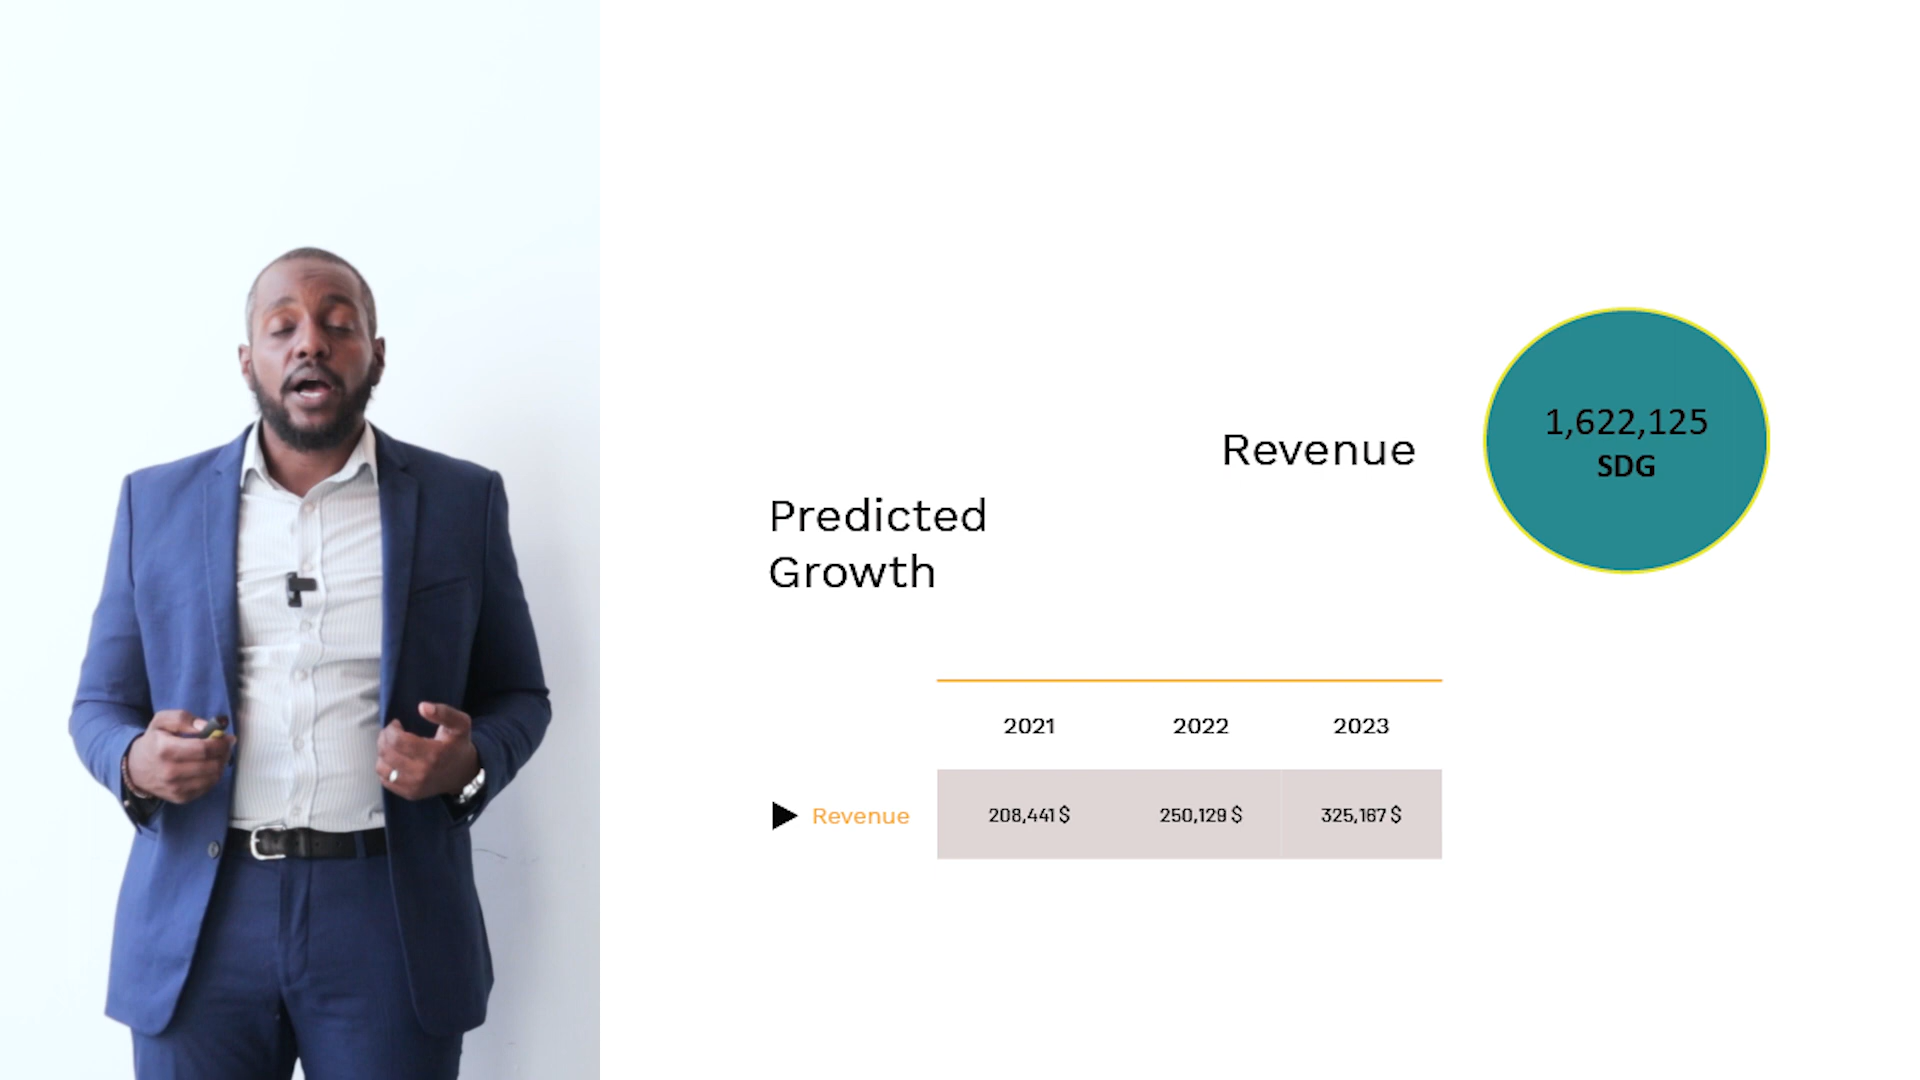 Revenue
1,622,125
SDG
Predicted
Growth
2021 2022 2023
Revenue 208,441 $ 250,129 $ 325,167 $